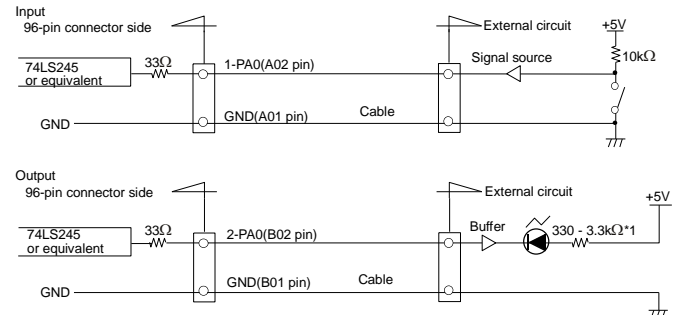 Input
96-pin connector side
External circuit
+5V
74LS245
or equivalent
33Ω
1-PA0(A02 pin)
Signal source
10kΩ
GND
GND(A01 pin)
Cable
Output
96-pin connector side
External circuit
+5V
74LS245
or equivalent
33Ω
2-PA0(B02 pin)
Buffer
330 - 3.3kΩ*1
GND
GND(B01 pin)
Cable